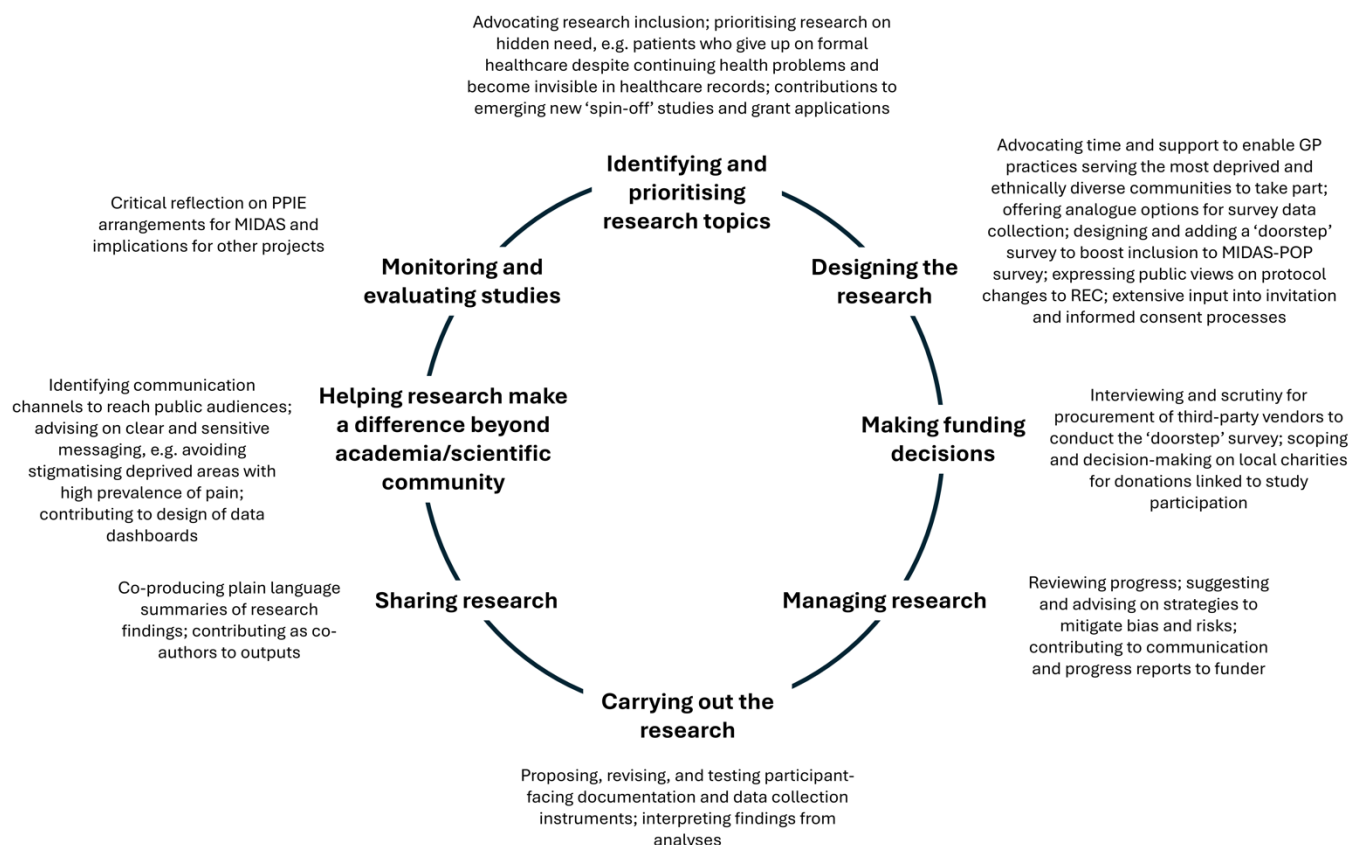 Advocating research inclusion; prioritising research on
hidden need, e.g. patients who give up on formal
healthcare despite continuing health problems and
become invisible in healthcare records; contributions to
emerging new ‘spin-off’ studies and grant applications
Identifying and
prioritising
research topics
Advocating time and support to enable GP
practices serving the most deprived and
ethnically diverse communities to take part;
offering analogue options for survey data
collection; designing and adding a ‘doorstep’
survey to boost inclusion to MIDAS-POP
survey; expressing public views on protocol
changes to REC; extensive input into invitation
and informed consent processes
Designing the
research
Interviewing and scrutiny for
procurement of third-party vendors to
conduct the ‘doorstep’ survey; scoping
and decision-making on local charities
for donations linked to study
participation
Making funding
decisions
Reviewing progress; suggesting
and advising on strategies to
mitigate bias and risks;
contributing to communication
and progress reports to funder
Managing research
Carrying out the
research
Proposing, revising, and testing participant-
facing documentation and data collection
instruments; interpreting findings from
analyses
Sharing research
Co-producing plain language
summaries of research
findings; contributing as co-
authors to outputs
Helping research make
a difference beyond
academia/scientific
community
Identifying communication
channels to reach public audiences;
advising on clear and sensitive
messaging, e.g. avoiding
stigmatising deprived areas with
high prevalence of pain;
contributing to design of data
dashboards
Monitoring and
evaluating studies
Critical reflection on PPIE
arrangements for MIDAS and
implications for other projects